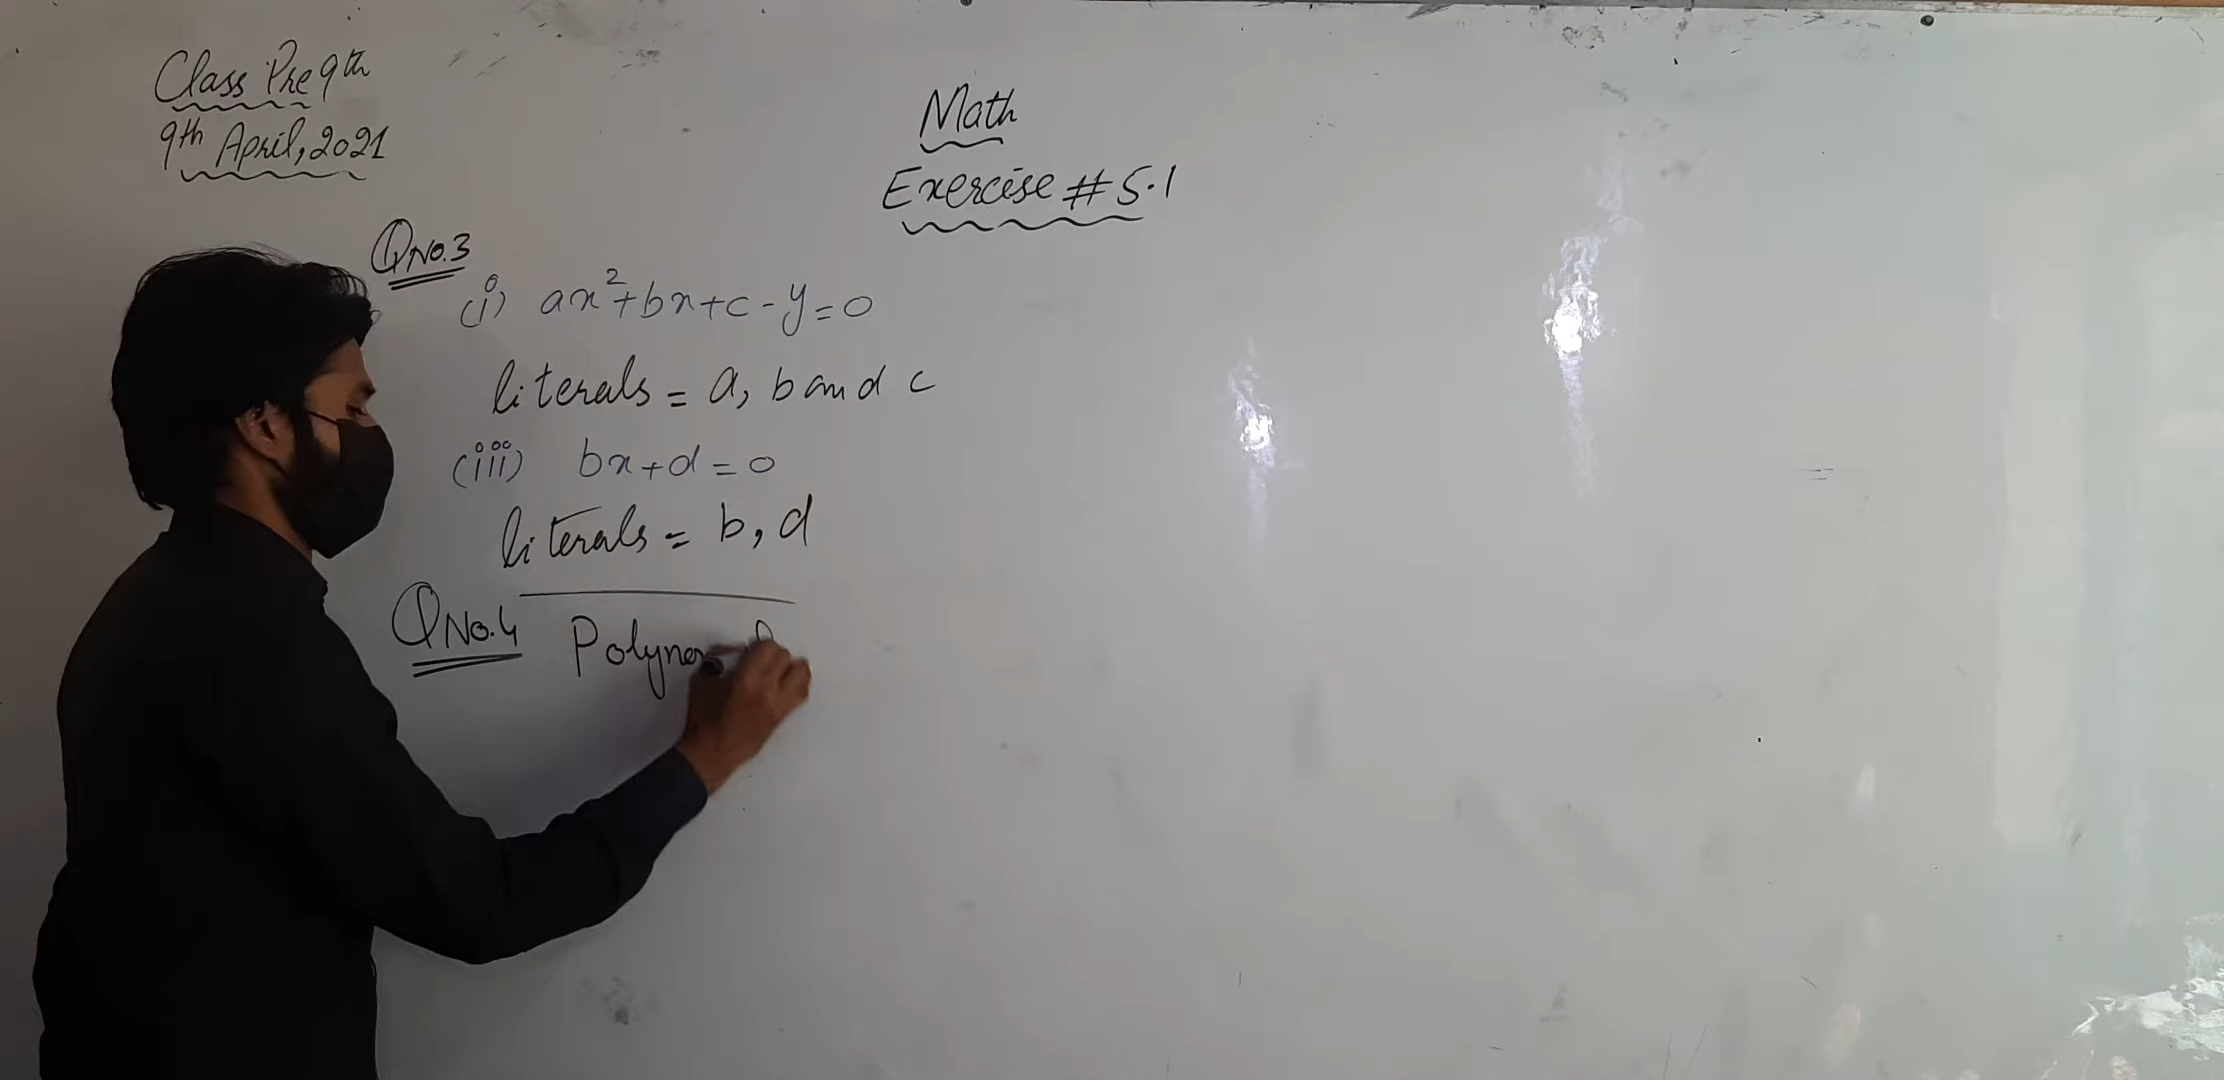 Class Pre 9th
9th April, 2021
Math
Exercise # 5.1
Q No.3
(i) ax²+bx+c-y=0
literals = a, b and c
(iii) bx+d=0
literals = b, d
Q No.4